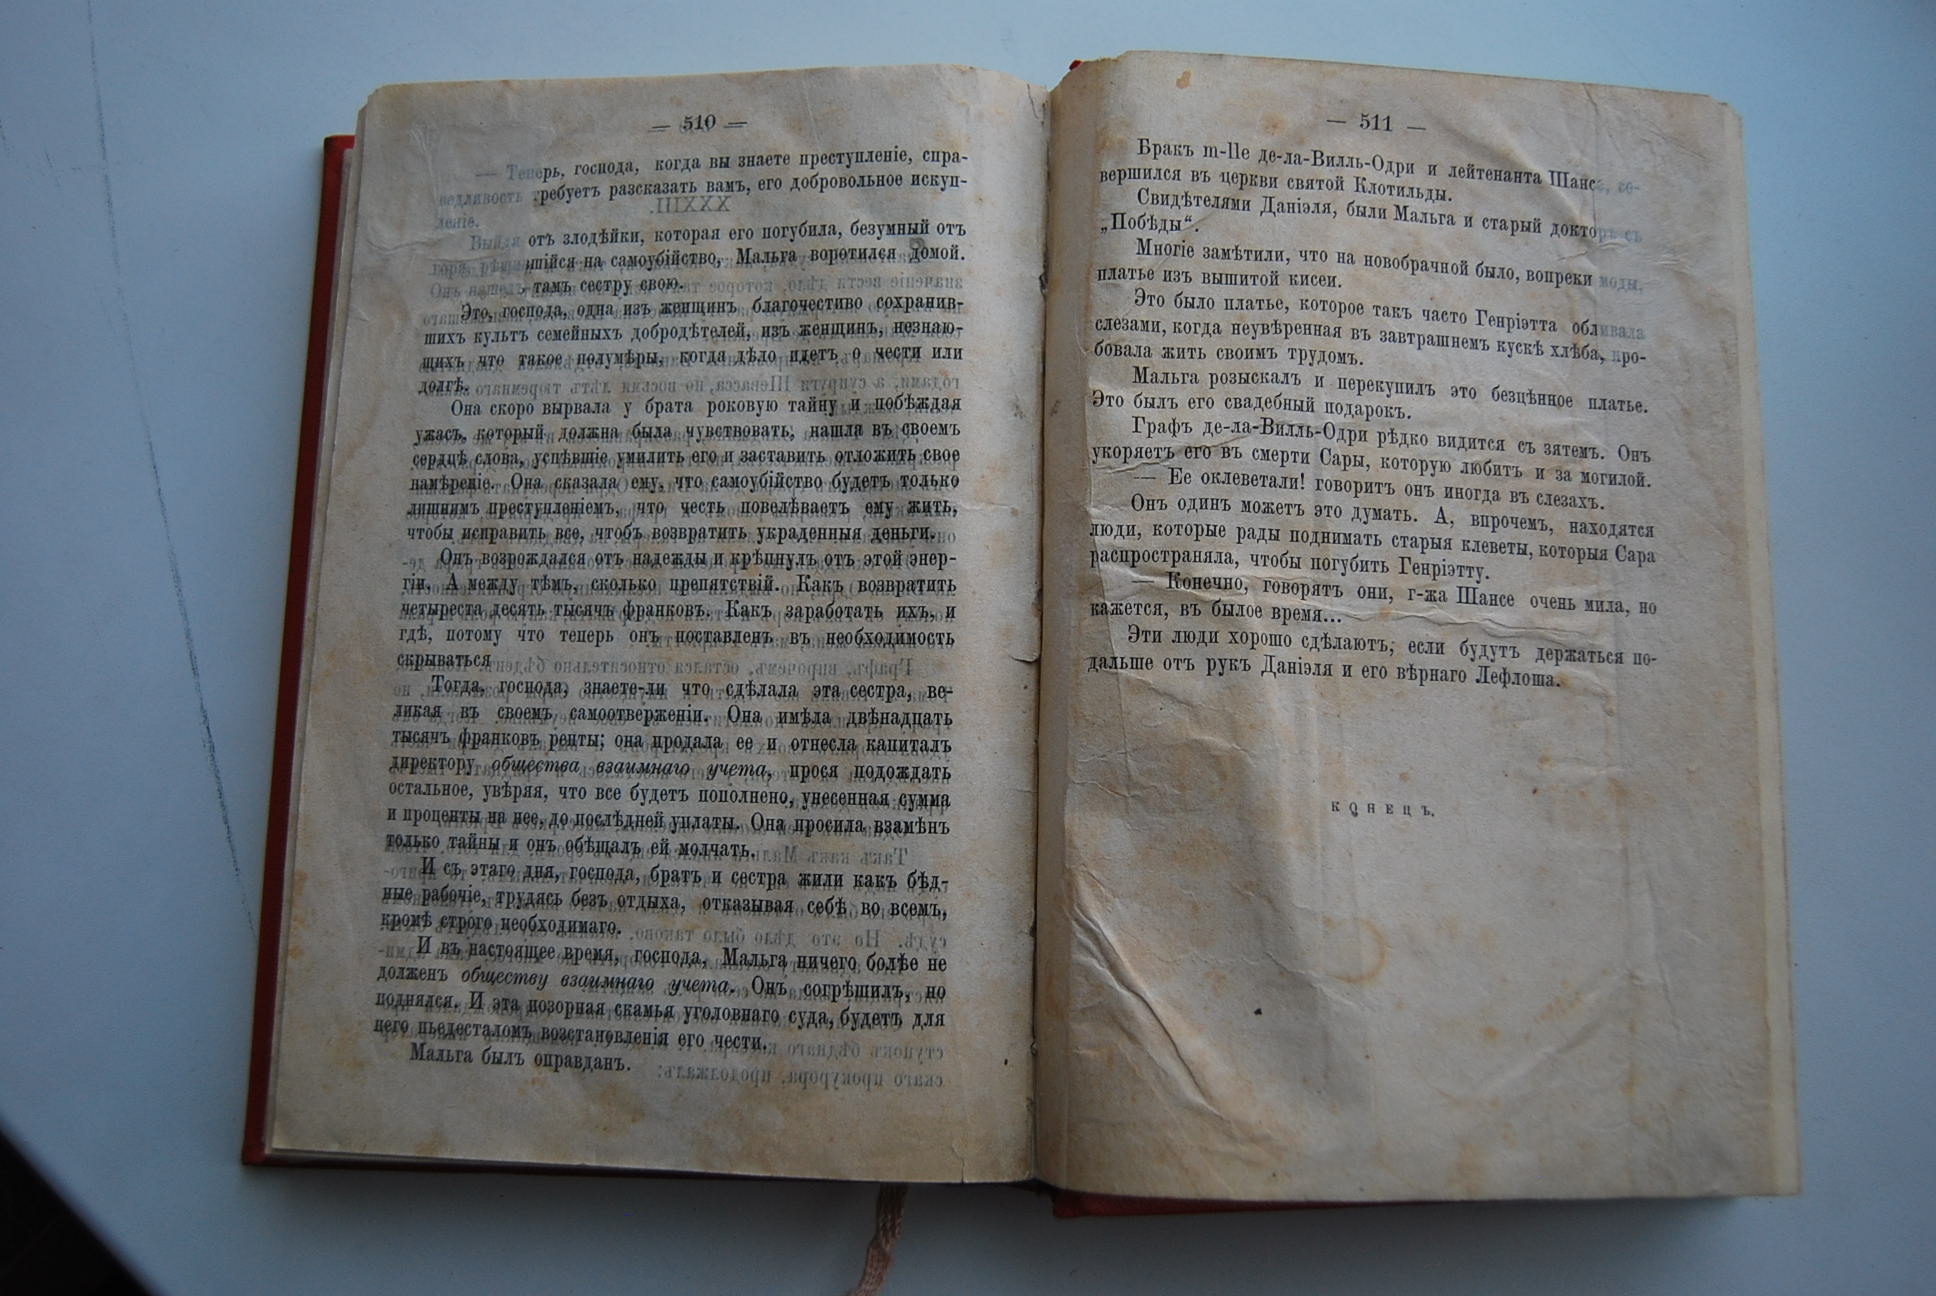 — 510 —
— Теперь, господа, когда вы знаете преступленіе, спра-
ведливость требуетъ разсказать вамъ, его добровольное искуп-
леніе.
Выйдя отъ злодѣйки, которая его погубила, безумный отъ
горя, рѣшившійся на самоубійство, Мальга воротился домой.
Онъ нашелъ тамъ сестру свою.
Это, господа, одна изъ женщинъ благочестиво сохранив-
шихъ культъ семейныхъ добродѣтелей, изъ женщинъ, незнаю-
щихъ что такое полумѣры, когда дѣло идетъ о чести или
долгѣ.
Она скоро вырвала у брата роковую тайну и побѣждая
ужасъ, который должна была чувствовать, нашла въ своемъ
сердцѣ слова, успѣвшіе умилить его и заставить отложить свое
намѣреніе. Она сказала ему, что самоубійство будетъ только
лишнимъ преступленіемъ, что честь повелѣваетъ ему жить,
чтобы исправить все, чтобъ возвратить украденныя деньги.
Онъ возрождался отъ надежды и крѣпнулъ отъ этой энер-
гіи. А между тѣмъ, сколько препятствій. Какъ возвратить
четыреста десять тысячъ франковъ. Какъ заработать ихъ, и
гдѣ, потому что теперь онъ поставленъ въ необходимость
скрываться
Тогда, господа, знаете-ли что сдѣлала эта сестра, ве-
ликая въ своемъ самоотверженіи. Она имѣла двѣнадцать
тысячъ франковъ ренты; она продала ее и отнесла капиталъ
директору общества взаимнаго учета, прося подождать
остальное, увѣряя, что все будетъ пополнено, унесенная сумма
и проценты на нее, до послѣдней уплаты. Она просила взамѣнъ
только тайны и онъ обѣщалъ ей молчать.
И съ этаго дня, господа, братъ и сестра жили какъ бѣд-
ные рабочіе, трудясь безъ отдыха, отказывая себѣ во всемъ,
кромѣ строго необходимаго.
И въ настоящее время, господа, Мальга ничего болѣе не
долженъ обществу взаимнаго учета. Онъ согрѣшилъ, но
поднялся. И эта позорная скамья уголовнаго суда, будетъ для
него пьедесталомъ возстановленія его чести.
Мальга былъ оправданъ.
— 511 —
Бракъ m-lle де-ла-Вилль-Одри и лейтенанта Шансе, со-
вершился въ церкви святой Клотильды.
Свидѣтелями Даніэля, были Мальга и старый докторъ съ
„Побѣды“.
Многіе замѣтили, что на новобрачной было, вопреки моды,
платье изъ вышитой кисеи.
Это было платье, которое такъ часто Генріэтта обливала
слезами, когда неувѣренная въ завтрашнемъ кускѣ хлѣба, про-
бовала жить своимъ трудомъ.
Мальга розыскалъ и перекупилъ это безцѣнное платье.
Это былъ его свадебный подарокъ.
Графъ де-ла-Вилль-Одри рѣдко видится съ зятемъ. Онъ
укоряетъ его въ смерти Сары, которую любитъ и за могилой.
— Ее оклеветали! говоритъ онъ иногда въ слезахъ.
Онъ одинъ можетъ это думать. А, впрочемъ, находятся
люди, которые рады поднимать старыя клеветы, которыя Сара
распространяла, чтобы погубить Генріэтту.
— Конечно, говорятъ они, г-жа Шансе очень мила, но
кажется, въ былое время...
Эти люди хорошо сдѣлаютъ, если будутъ держаться по-
дальше отъ рукъ Даніэля и его вѣрнаго Лефлоша.
КОНЕЦЪ.